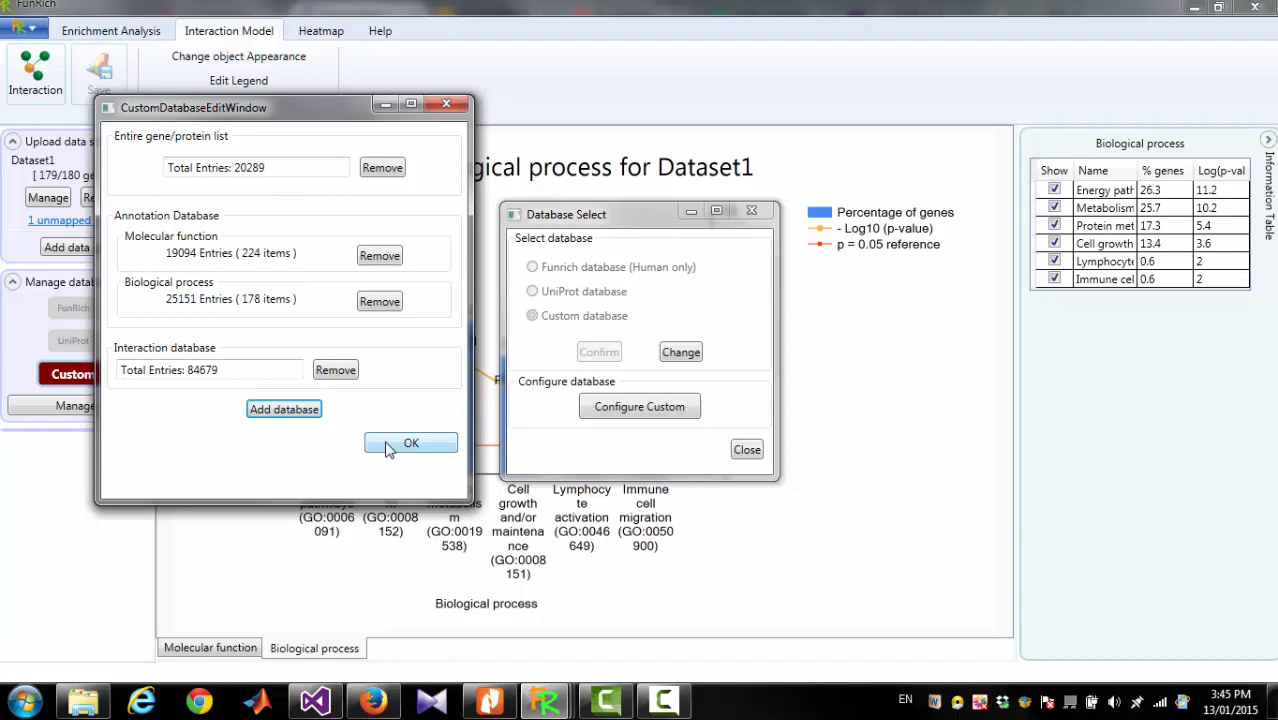 FunRich
Enrichment Analysis
Interaction Model
Heatmap
Help
Interaction
Save
Change object Appearance
Edit Legend
Upload data s
Dataset1
[ 179/180 ge
Manage
Re
1 unmapped
Add data
Manage datab
FunRich
UniProt
Custom
Manage
CustomDatabaseEditWindow
Entire gene/protein list
Total Entries: 20289
Remove
Annotation Database
Molecular function
19094 Entries ( 224 items )
Remove
Biological process
25151 Entries ( 178 items )
Remove
Interaction database
Total Entries: 84679
Remove
Add database
OK
gical process for Dataset1
Database Select
Select database
Funrich database (Human only)
UniProt database
Custom database
Confirm
Change
Configure database
Configure Custom
Close
Percentage of genes
- Log10 (p-value)
p = 0.05 reference
(GO:0006
091)
(GO:0008
152)
m
(GO:0019
538)
Cell
growth
and/or
maintena
nce
(GO:0008
151)
Lymphocy
te
activation
(GO:0046
649)
Immune
cell
migration
(GO:0050
900)
Biological process
Molecular function
Biological process
Biological process
Show Name % genes Log(p-val
Energy path 26.3 11.2
Metabolism 25.7 10.2
Protein met 17.3 5.4
Cell growth 13.4 3.6
Lymphocyte 0.6 2
Immune cel 0.6 2
Information Table
EN
3:45 PM
13/01/2015